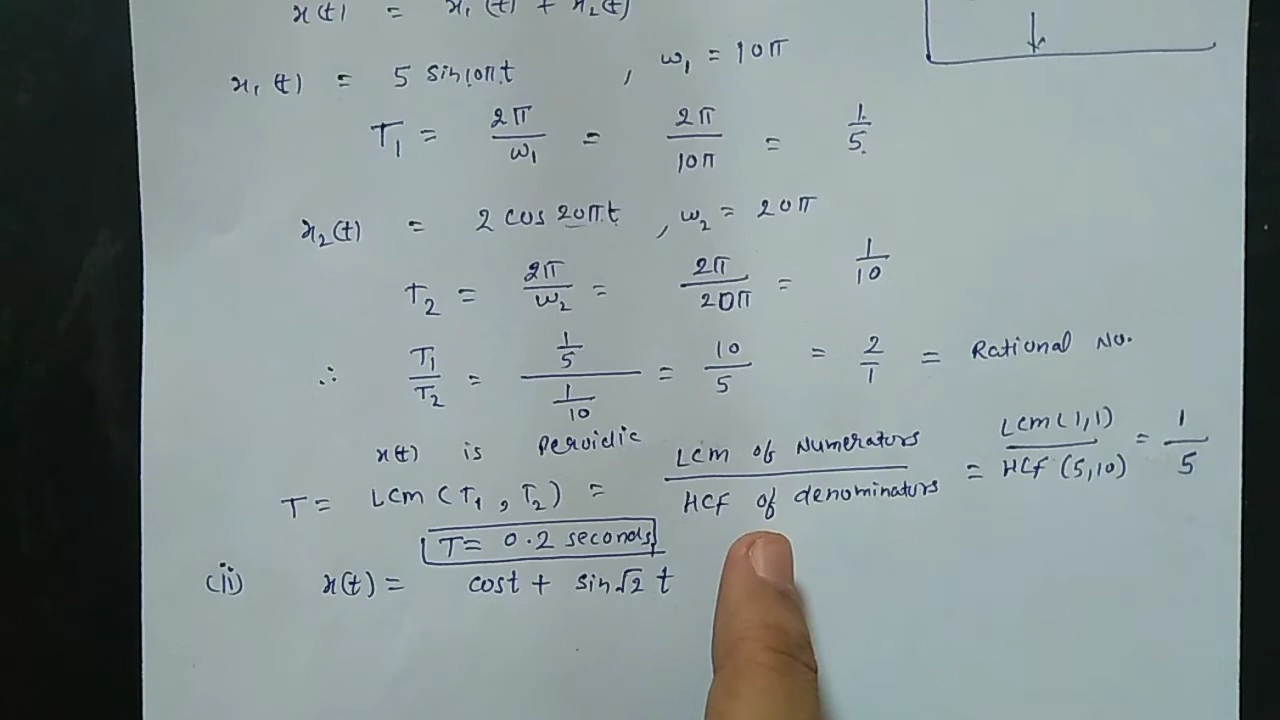 x(t) = x₁(t) + x₂(t)
x₁(t) = 5 sin10πt , ω₁ = 10π
T₁ = 2π/ω₁ = 2π/10π = 1/5.
x₂(t) = 2 cos 20πt , ω₂ = 20π
T₂ = 2π/ω₂ = 2π/20π = 1/10
∴ T₁/T₂ = (1/5)/(1/10) = 10/5 = 2/1 = Rational No.
x(t) is Pervidic
T = LCM (T₁, T₂) = LCM of Numerators / HCF of denominators = LCM(1,1) / HCF(5,10) = 1/5
T = 0.2 seconds
(ii) x(t) = cost + sin√2 t